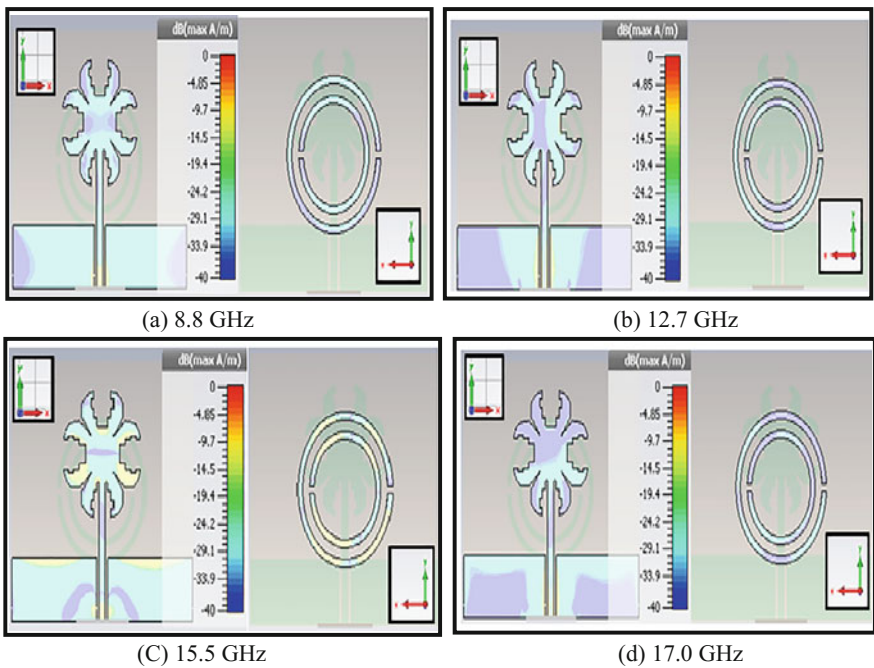 dB(max A/m)
0
-4.85
-9.7
-14.5
-19.4
-24.2
-29.1
-33.9
-40
y
x
y
x
(a) 8.8 GHz
dB(max A/m)
0
-4.85
-9.7
-14.5
-19.4
-24.2
-29.1
-33.9
-40
y
x
y
x
(b) 12.7 GHz
dB(max A/m)
0
-4.85
-9.7
-14.5
-19.4
-24.2
-29.1
-33.9
-40
y
x
y
x
(C) 15.5 GHz
dB(max A/m)
0
-4.85
-9.7
-14.5
-19.4
-24.2
-29.1
-33.9
-40
y
x
y
x
(d) 17.0 GHz